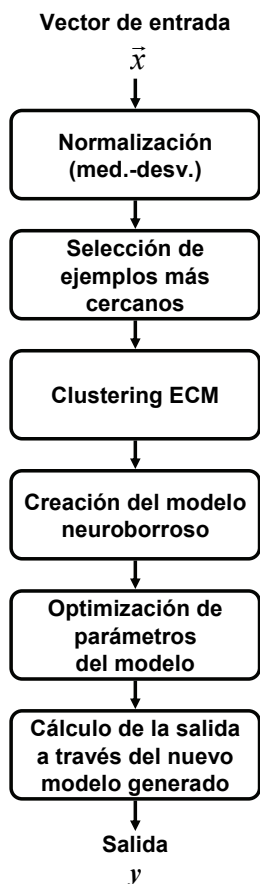 Vector de entrada
x⃗
Normalización
(med.-desv.)
Selección de
ejemplos más
cercanos
Clustering ECM
Creación del modelo
neuroborroso
Optimización de
parámetros
del modelo
Cálculo de la salida
a través del nuevo
modelo generado
Salida
y